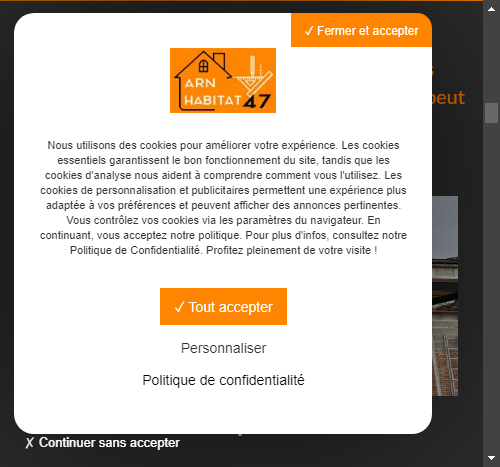 ✓ Fermer et accepter
ARN
HABITAT 47
peut
Nous utilisons des cookies pour améliorer votre expérience. Les cookies
essentiels garantissent le bon fonctionnement du site, tandis que les
cookies d'analyse nous aident à comprendre comment vous l'utilisez. Les
cookies de personnalisation et publicitaires permettent une expérience plus
adaptée à vos préférences et peuvent afficher des annonces pertinentes.
Vous contrôlez vos cookies via les paramètres du navigateur. En
continuant, vous acceptez notre politique. Pour plus d'infos, consultez notre
Politique de Confidentialité. Profitez pleinement de votre visite !
✓ Tout accepter
Personnaliser
Politique de confidentialité
✗ Continuer sans accepter